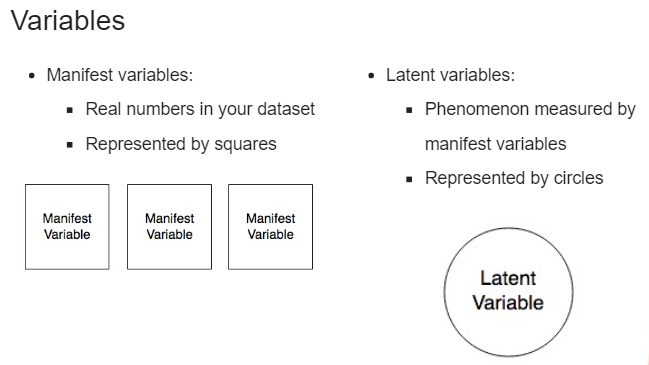 Variables
Manifest variables:
Real numbers in your dataset
Represented by squares
Manifest
Variable
Manifest
Variable
Manifest
Variable
Latent variables:
Phenomenon measured by
manifest variables
Represented by circles
Latent
Variable